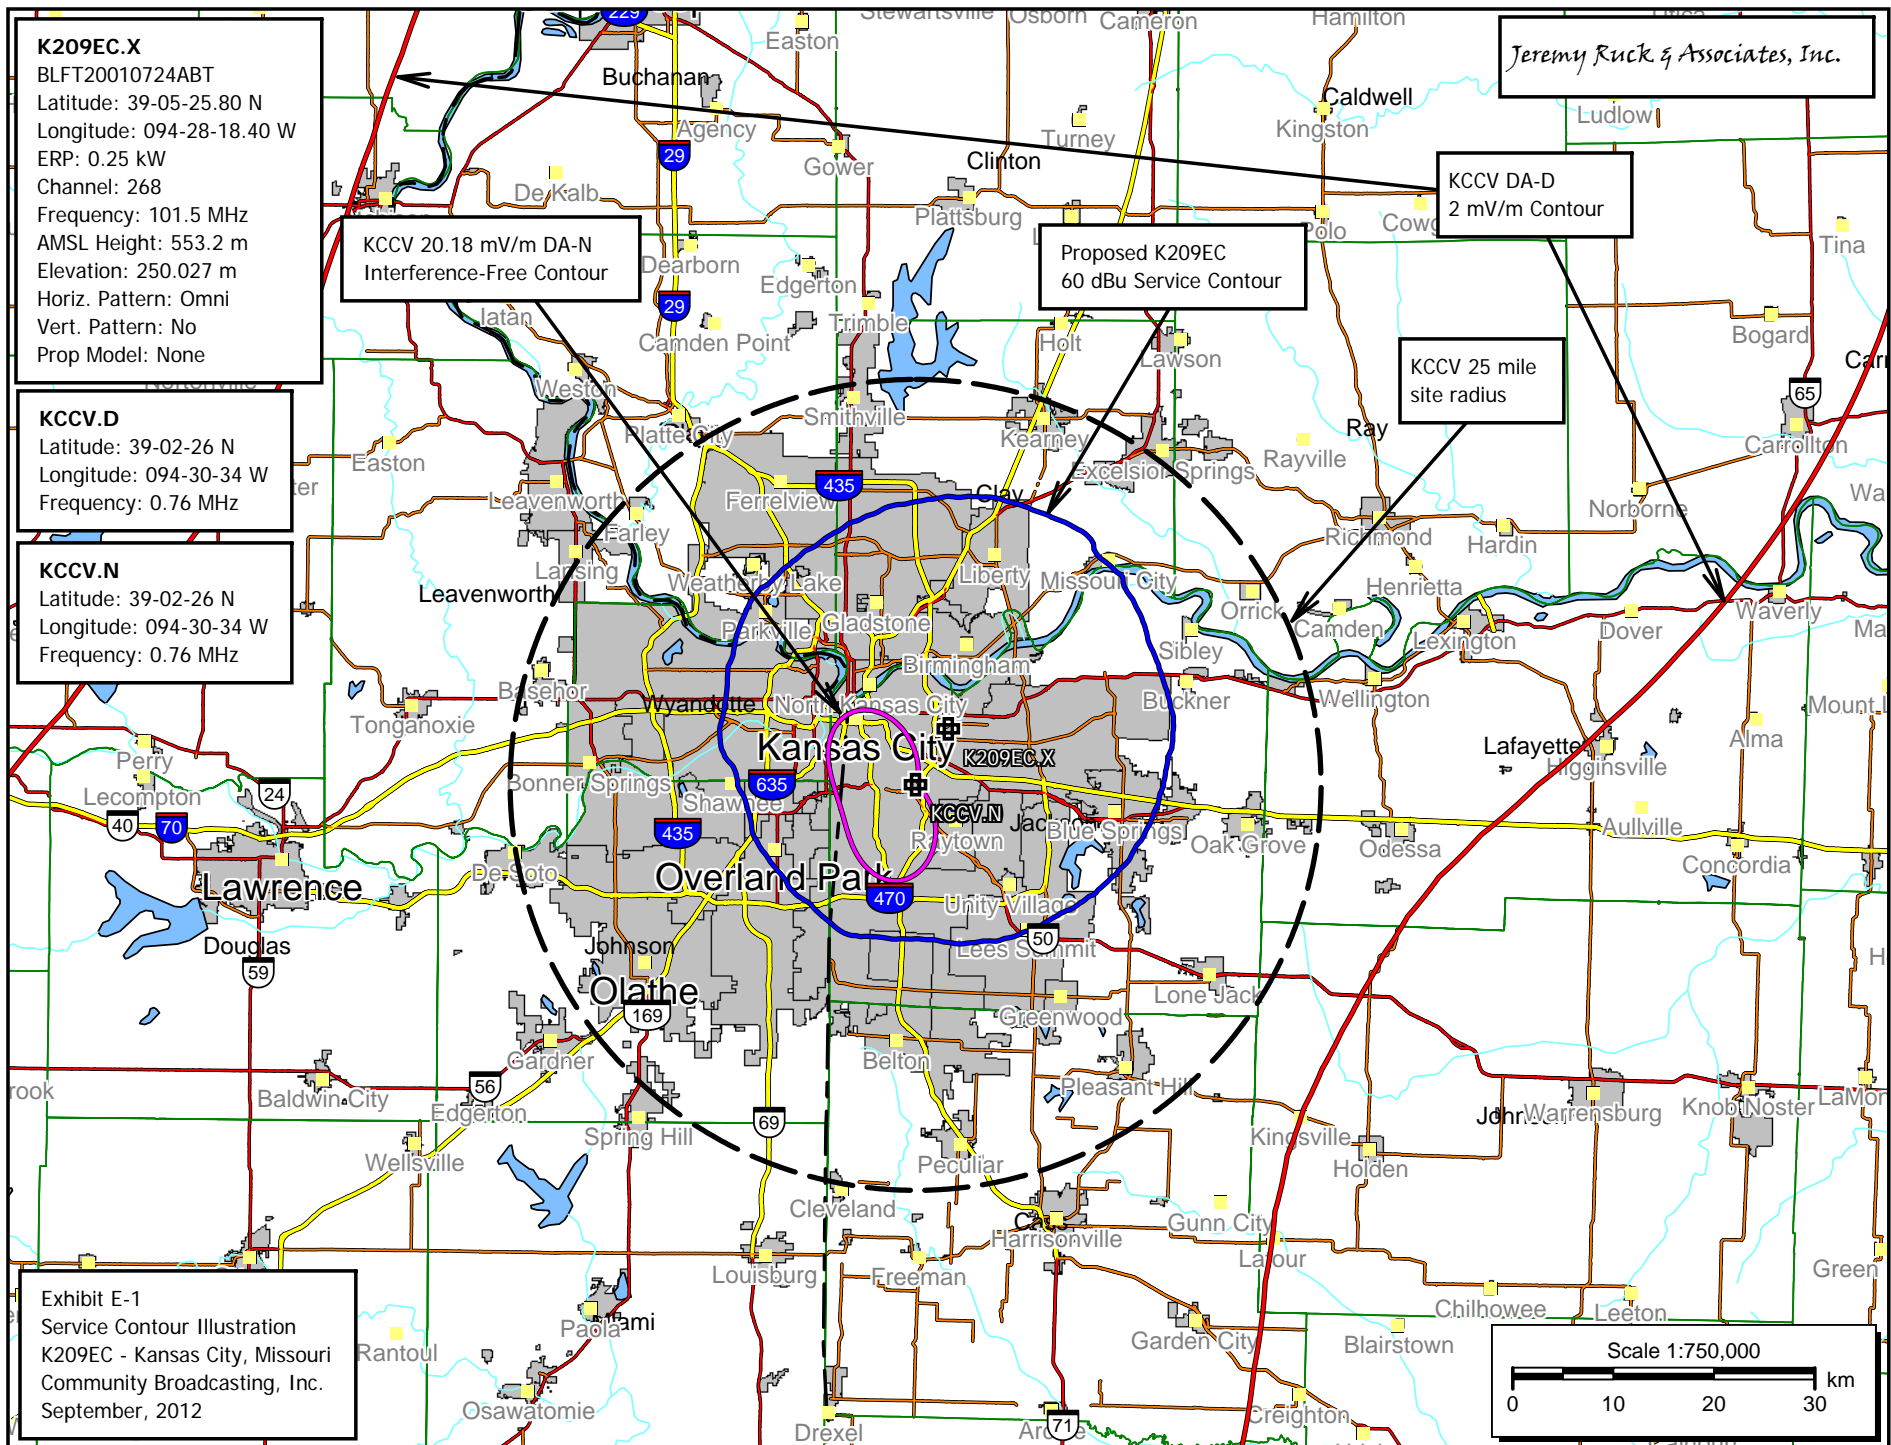 K209EC.X
BLFT20010724ABT
Latitude: 39-05-25.80 N
Longitude: 094-28-18.40 W
ERP: 0.25 kW
Channel: 268
Frequency: 101.5 MHz
AMSL Height: 553.2 m
Elevation: 250.027 m
Horiz. Pattern: Omni
Vert. Pattern: No
Prop Model: None
KCCV.D
Latitude: 39-02-26 N
Longitude: 094-30-34 W
Frequency: 0.76 MHz
KCCV.N
Latitude: 39-02-26 N
Longitude: 094-30-34 W
Frequency: 0.76 MHz
Jeremy Ruck & Associates, Inc.
KCCV 20.18 mV/m DA-N
Interference-Free Contour
Proposed K209EC
60 dBu Service Contour
KCCV DA-D
2 mV/m Contour
KCCV 25 mile
site radius
229
Stewartsville
Osborn
Cameron
Hamilton
Easton
Buchanan
Agency
Turney
Caldwell
Kingston
Ludlow
29
Gower
Clinton
De Kalb
Plattsburg
Polo
Tina
Dearborn
Edgerton
29
Iatan
Camden Point
Trimble
Holt
Lawson
Bogard
Weston
Smithville
65
Platte City
Kearney
Ray
Carrollton
Easton
Excelsior Springs
Rayville
Leavenworth
Ferrelview
435
Clay
Norborne
Farley
Richmond
Hardin
Lansing
Weatherby Lake
Liberty
Missouri City
Henrietta
Leavenworth
Orrick
Waverly
Parkville
Gladstone
Camden
Dover
Lexington
Birmingham
Sibley
Basehor
Wyandotte
North Kansas City
Buckner
Wellington
Tonganoxie
Kansas City
K209EC.X
Lafayette
Alma
Perry
Higginsville
Lecompton
24
Bonner Springs
Shawnee
635
40
70
435
KCCV.N
Raytown
Blue Springs
Oak Grove
Odessa
Aullville
Concordia
De Soto
Lawrence
Overland Park
470
Unity Village
Douglas
Johnson
50
Lees Summit
59
Olathe
169
Lone Jack
Greenwood
Gardner
Belton
Baldwin City
56
Edgerton
Pleasant Hill
Warrensburg
Knob Noster
Spring Hill
69
Kingsville
Wellsville
Peculiar
Holden
Cleveland
Gunn City
Harrisonville
Latour
Louisburg
Freeman
Green
Chilhowee
Leeton
Paola
Garden City
Blairstown
Rantoul
Osawatomie
Drexel
71
Creighton
Exhibit E-1
Service Contour Illustration
K209EC - Kansas City, Missouri
Community Broadcasting, Inc.
September, 2012
Scale 1:750,000
0 10 20 30 km